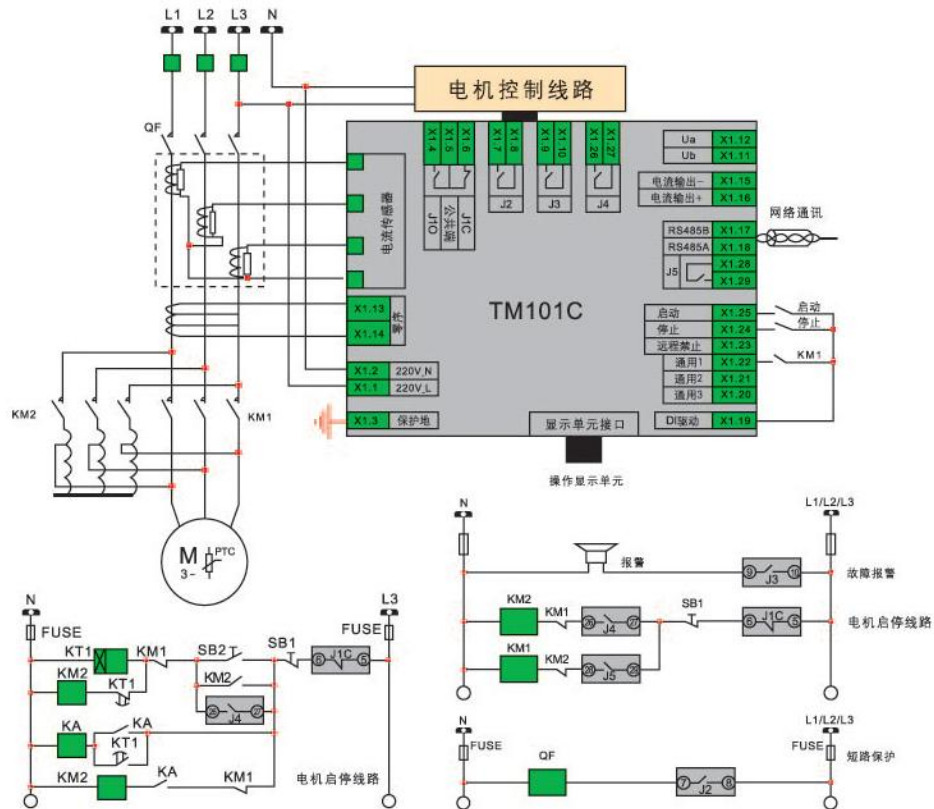 L1 L2 L3 N
电机控制线路
QF
X1.4 X1.5 X1.6 X1.7 X1.8 X1.9 X1.10 X1.26 X1.27
J1O 公共端 J1C J2 J3 J4
电流传感器
Ua X1.12
Ub X1.11
电流输出- X1.15
电流输出+ X1.16
网络通讯
RS485B X1.17
RS485A X1.18
J5 X1.28
X1.29
TM101C
X1.13
X1.14
零序
启动 X1.25 启动
停止 X1.24 停止
远程禁止 X1.23
通用1 X1.22 KM1
通用2 X1.21
通用3 X1.20
X1.2 220V_N
X1.1 220V_L
X1.3 保护地
DI驱动 X1.19
显示单元接口
操作显示单元
KM2 KM1
M
3~
PTC
N L1/L2/L3
报警
9 J3 10
故障报警
KM2 KM1 26 J4 27 SB1 6 J1C 5
电机启停线路
KM1 KM2 28 J5 29
N L3
FUSE FUSE
KT1 KM1 SB2 SB1 6 J1C 5
KM2 KT1 KM2
26 J4 27
KA KA
KT1
KM2 KA KM1
电机启停线路
N L1/L2/L3
FUSE FUSE
短路保护
QF 7 J2 8